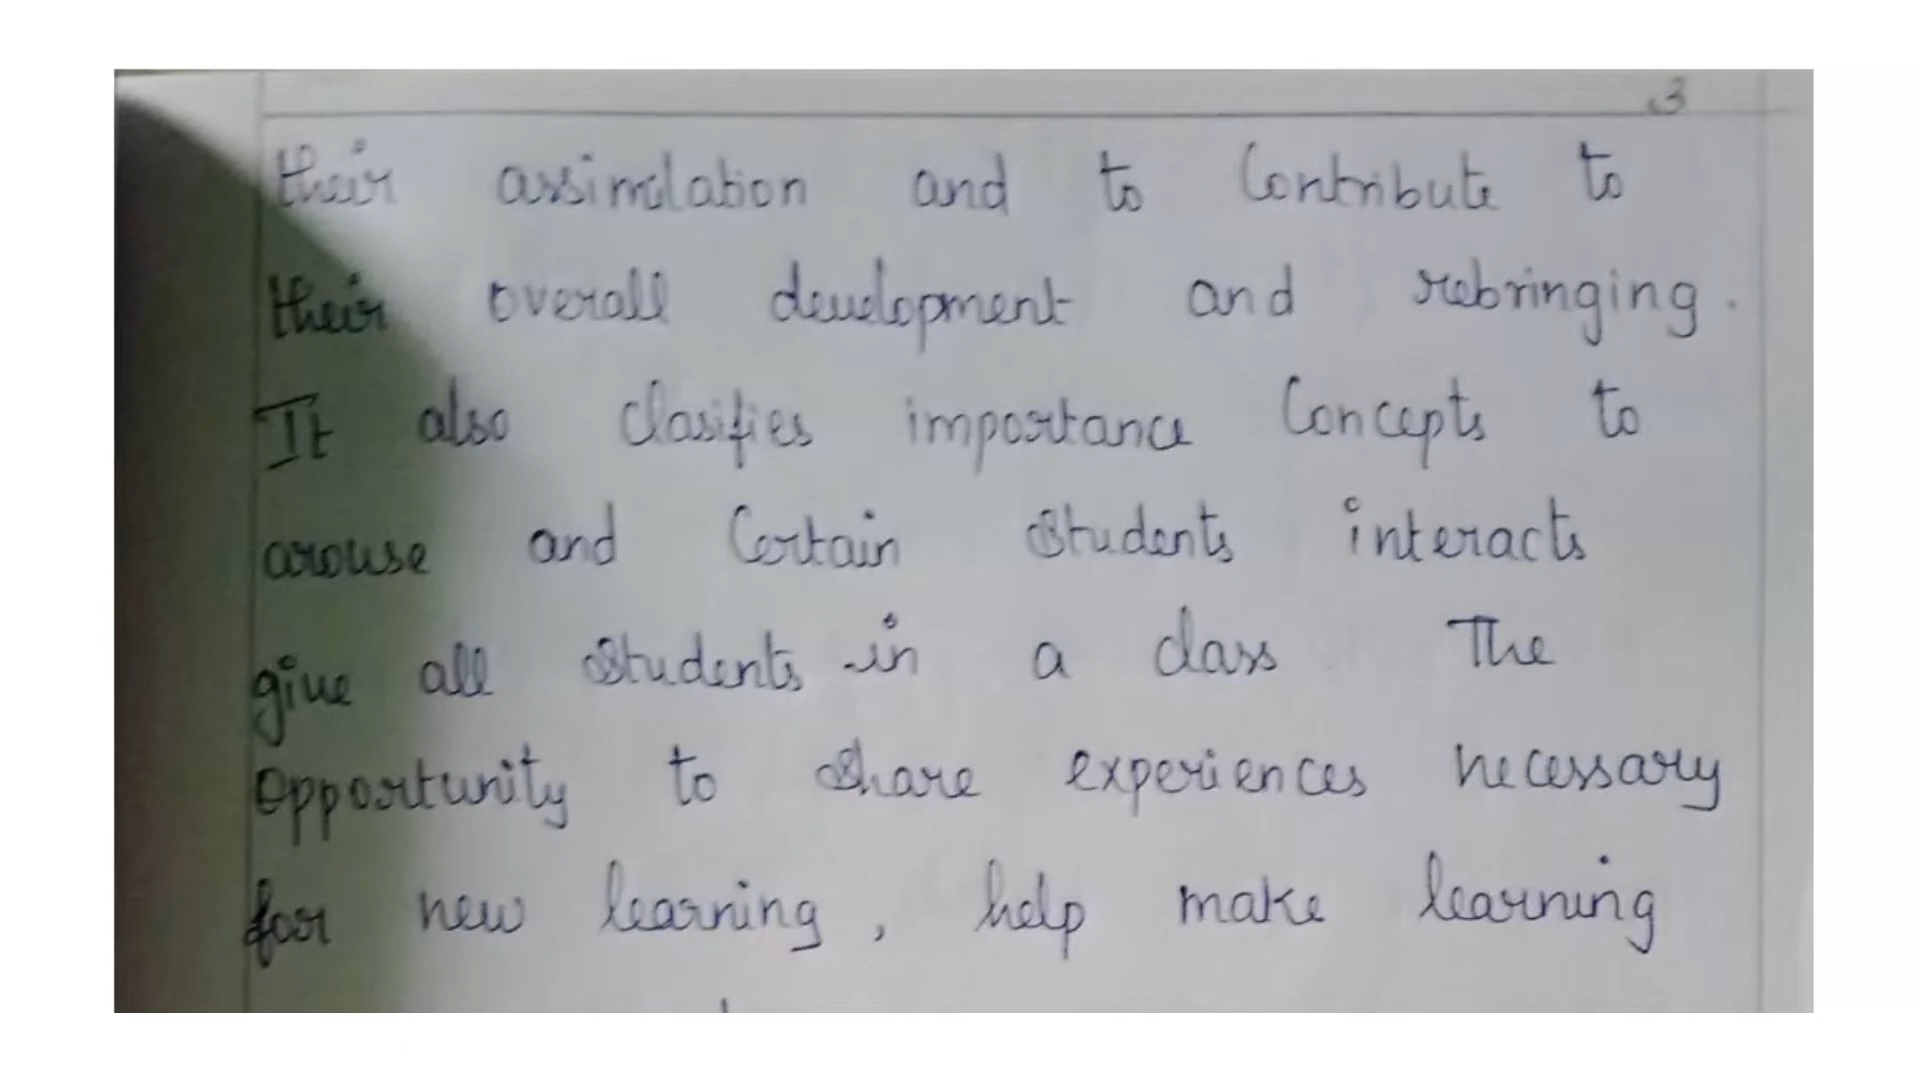 3
their assimilation and to Contribute to
their overall development and rebringing.
It also clasifies importance Concepts to
arouse and Certain Students interacts
give all Students in a class The
opportunity to Share experiences necessary
for new learning, help make learning